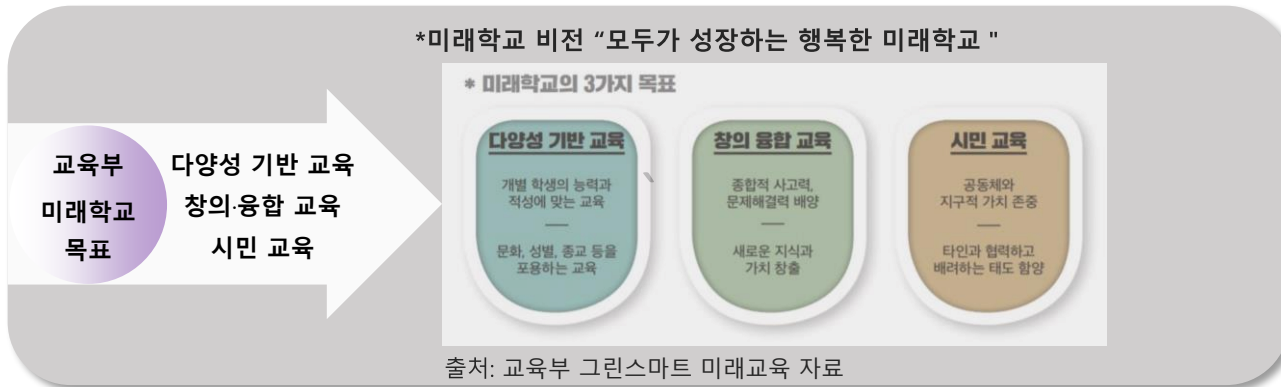 *미래학교 비전 “모두가 성장하는 행복한 미래학교 "
교육부
미래학교
목표
다양성 기반 교육
창의·융합 교육
시민 교육
* 미래학교의 3가지 목표
다양성 기반 교육
개별 학생의 능력과
적성에 맞는 교육
문화, 성별, 종교 등을
포용하는 교육
창의 융합 교육
종합적 사고력,
문제해결력 배양
새로운 지식과
가치 창출
시민 교육
공동체와
지구적 가치 존중
타인과 협력하고
배려하는 태도 함양
출처: 교육부 그린스마트 미래교육 자료